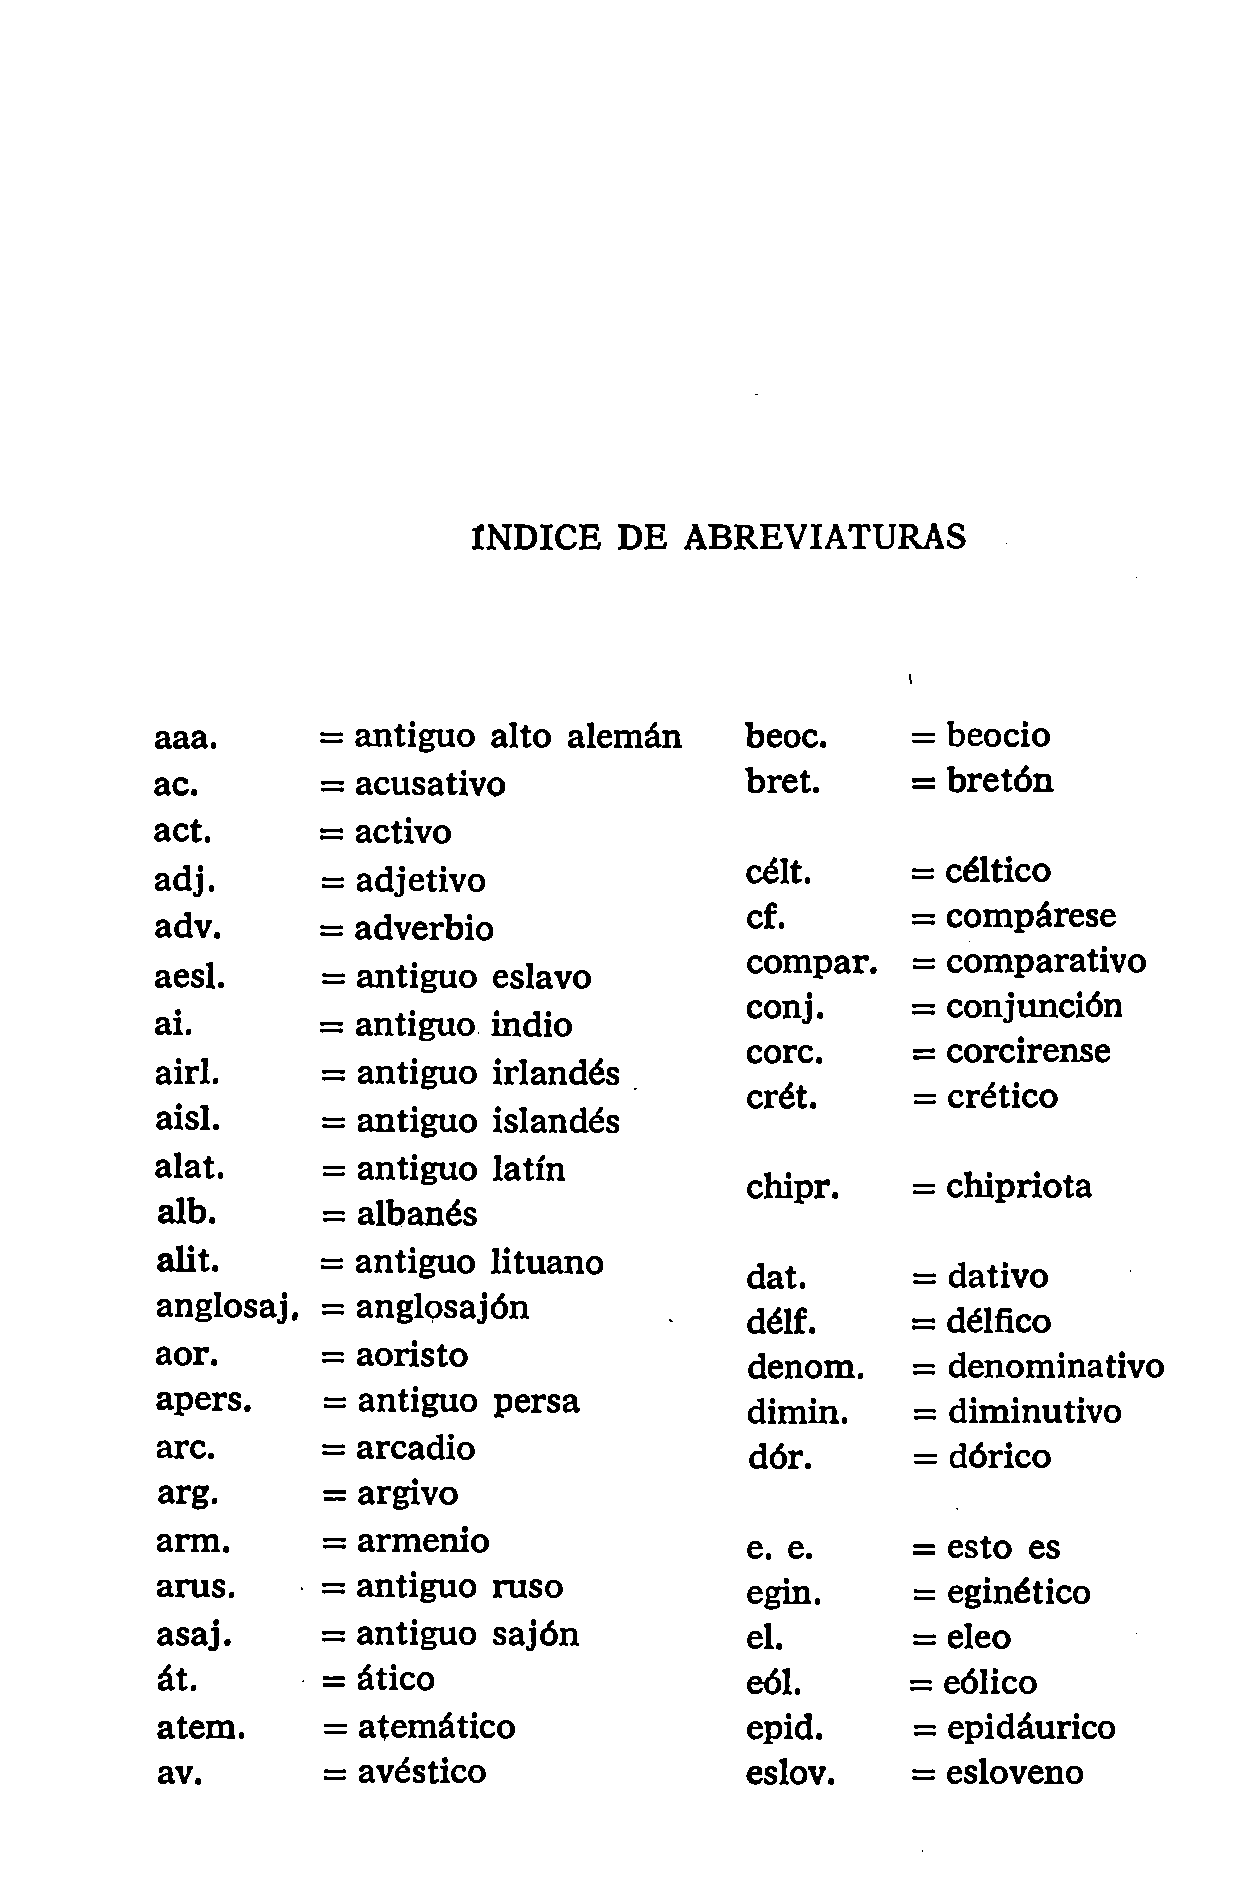 ÍNDICE DE ABREVIATURAS
aaa. = antiguo alto alemán
ac. = acusativo
act. = activo
adj. = adjetivo
adv. = adverbio
aesl. = antiguo eslavo
ai. = antiguo indio
airl. = antiguo irlandés
aisl. = antiguo islandés
alat. = antiguo latín
alb. = albanés
alit. = antiguo lituano
anglosaj. = anglosajón
aor. = aoristo
apers. = antiguo persa
arc. = arcadio
arg. = argivo
arm. = armenio
arus. = antiguo ruso
asaj. = antiguo sajón
át. = ático
atem. = atemático
av. = avéstico
beoc. = beocio
bret. = bretón
célt. = céltico
cf. = compárese
compar. = comparativo
conj. = conjunción
corc. = corcirense
crét. = crético
chipr. = chipriota
dat. = dativo
délf. = délfico
denom. = denominativo
dimin. = diminutivo
dór. = dórico
e. e. = esto es
egin. = eginético
el. = eleo
eól. = eólico
epid. = epidáurico
eslov. = esloveno